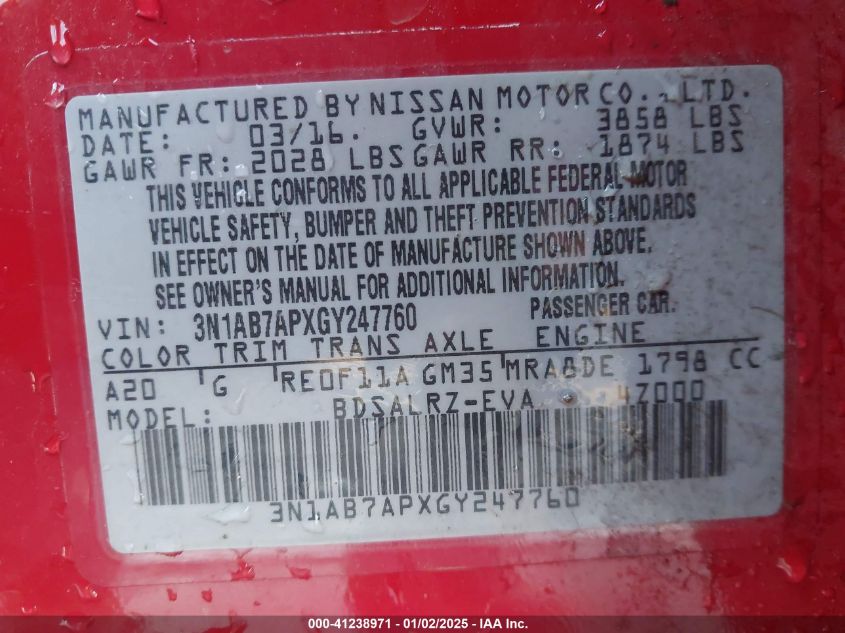 MANUFACTURED BY NISSAN MOTOR CO., LTD.
DATE: 03/16. GVWR: 3858 LBS
GAWR FR: 2028 LBS GAWR RR: 1874 LBS
THIS VEHICLE CONFORMS TO ALL APPLICABLE FEDERAL MOTOR
VEHICLE SAFETY, BUMPER AND THEFT PREVENTION STANDARDS
IN EFFECT ON THE DATE OF MANUFACTURE SHOWN ABOVE.
SEE OWNER'S MANUAL FOR ADDITIONAL INFORMATION.
VIN: 3N1AB7APXGY247760 PASSENGER CAR.
COLOR TRIM TRANS AXLE ENGINE
A20 G RE0F11A GM35 MRA8DE 1798 CC
MODEL: BDSALRZ-EVA 4Z000
3N1AB7APXGY247760
000-41238971 - 01/02/2025 - IAA Inc.